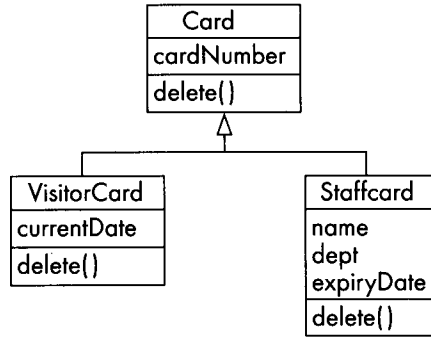 Card
cardNumber
delete()
VisitorCard
currentDate
delete()
Staffcard
name
dept
expiryDate
delete()